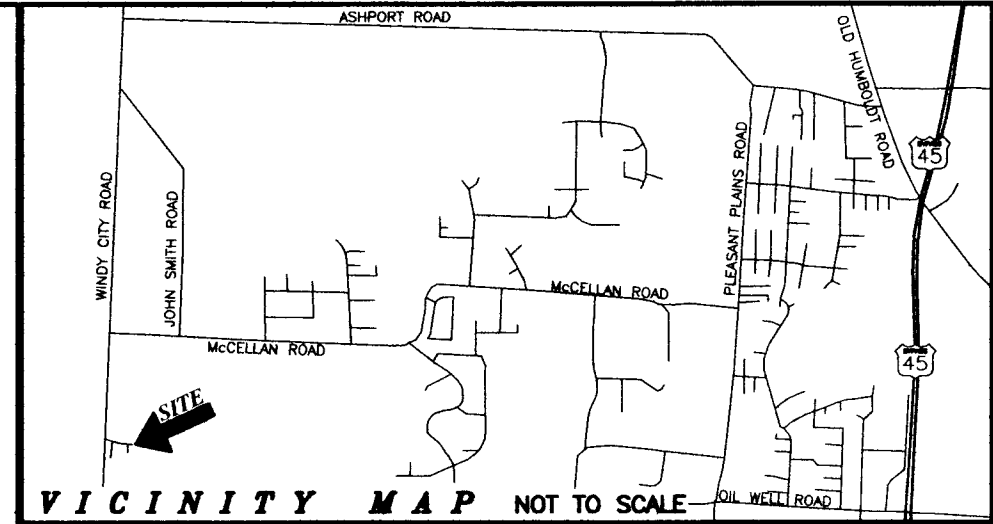 ASHPORT ROAD
OLD HUMBOLDT ROAD
45
WINDY CITY ROAD
JOHN SMITH ROAD
PLEASANT PLAINS ROAD
McCELLAN ROAD
McCELLAN ROAD
45
SITE
VICINITY MAP NOT TO SCALE
OIL WELL ROAD